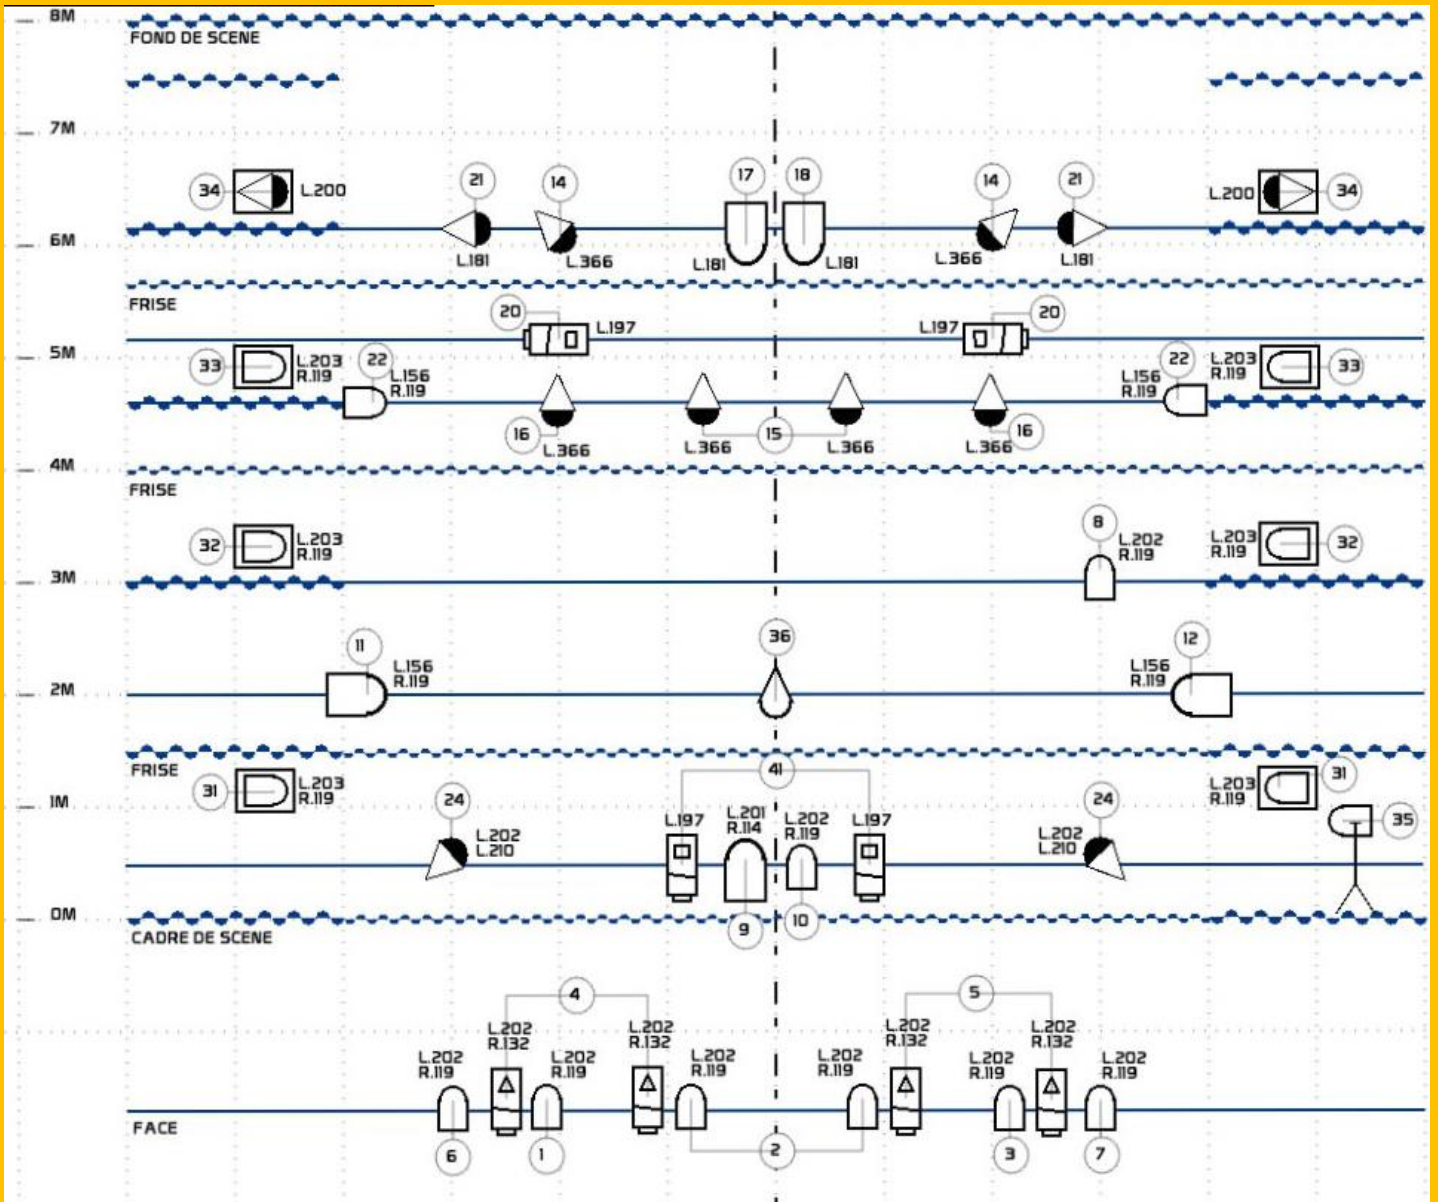 8M
FOND DE SCENE
7M
34 L.200 21 14 17 18 14 21 L.200 34
6M
L.181 L.366 L.181 L.181 L.366 L.181
FRISE
20 L.197 L.197 20
5M
33 L.203 22 22 L.203 33
R.119 L.156 L.156 R.119
R.119 R.119
16 L.366 L.366 15 L.366 L.366 16
4M
FRISE
8
32 L.203 L.202 L.203 32
R.119 R.119 R.119
3M
11 36 12
L.156 L.156
R.119 R.119
2M
FRISE 41 31
31 L.203 L.203
R.119 R.119
1M 24 24
L.197 L.201 L.202 L.197 35
R.114 R.119
L.202 L.202
L.210 L.210
0M
9 10
CADRE DE SCENE
4 5
L.202 L.202 L.202 L.202
R.132 R.132 R.132 R.132
L.202 L.202 L.202 L.202 L.202 L.202
R.119 R.119 R.119 R.119 R.119 R.119
FACE
6 1 2 3 7